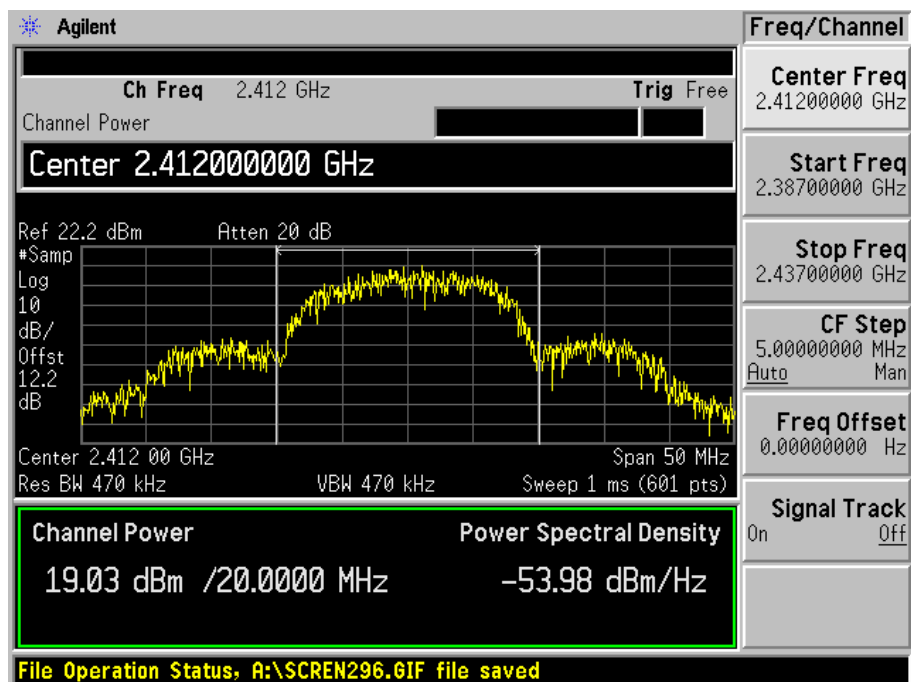 Agilent
Freq/Channel
Ch Freq 2.412 GHz Trig Free
Channel Power
Center 2.412000000 GHz
Ref 22.2 dBm Atten 20 dB
#Samp
Log
10
dB/
Offst
12.2
dB
Center 2.412 00 GHz Span 50 MHz
Res BW 470 kHz VBW 470 kHz Sweep 1 ms (601 pts)
Channel Power Power Spectral Density
19.03 dBm /20.0000 MHz -53.98 dBm/Hz
File Operation Status, A:\SCREN296.GIF file saved
Center Freq
2.41200000 GHz
Start Freq
2.38700000 GHz
Stop Freq
2.43700000 GHz
CF Step
5.00000000 MHz
Auto Man
Freq Offset
0.00000000 Hz
Signal Track
On Off